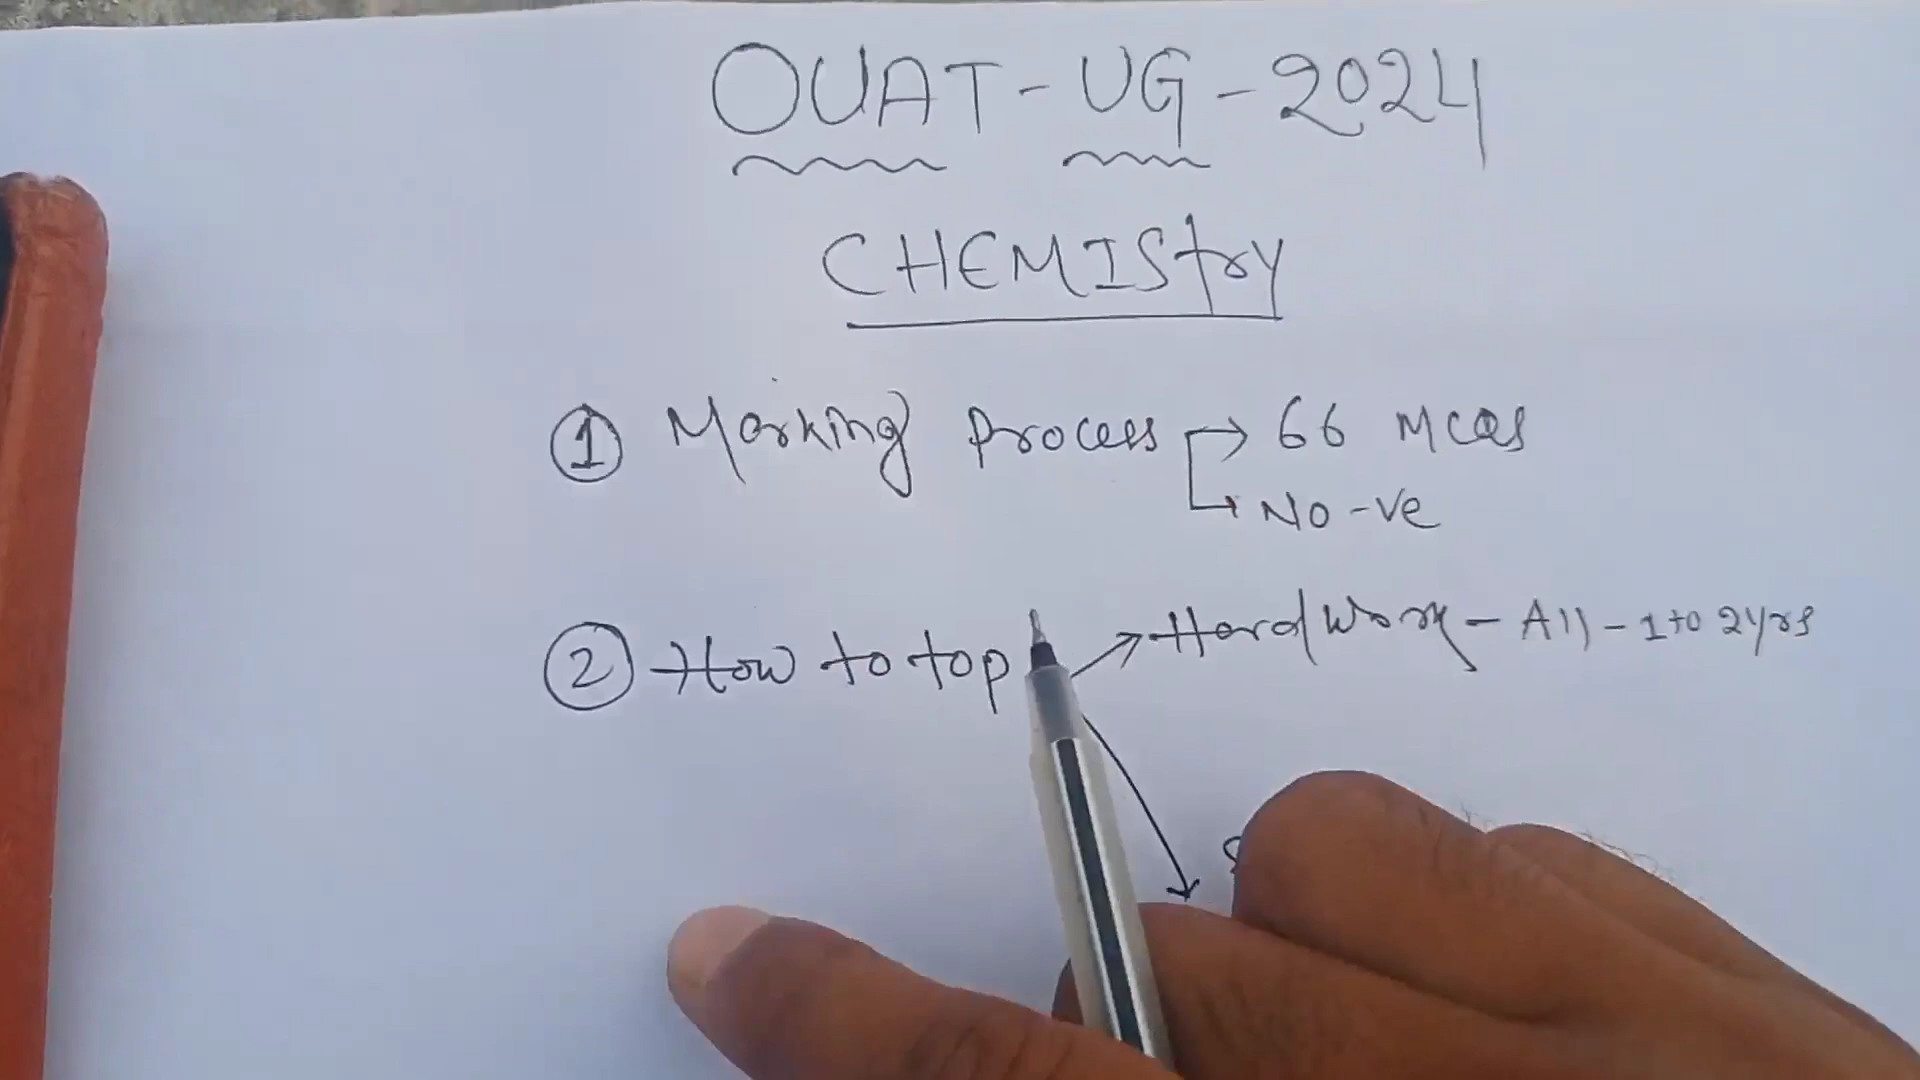 OUAT-UG-2024
CHEMIStry
① Marking Process → 66 MCQs
→ No -ve
② How to top → Hard Work - All - 1 to 2 yrs